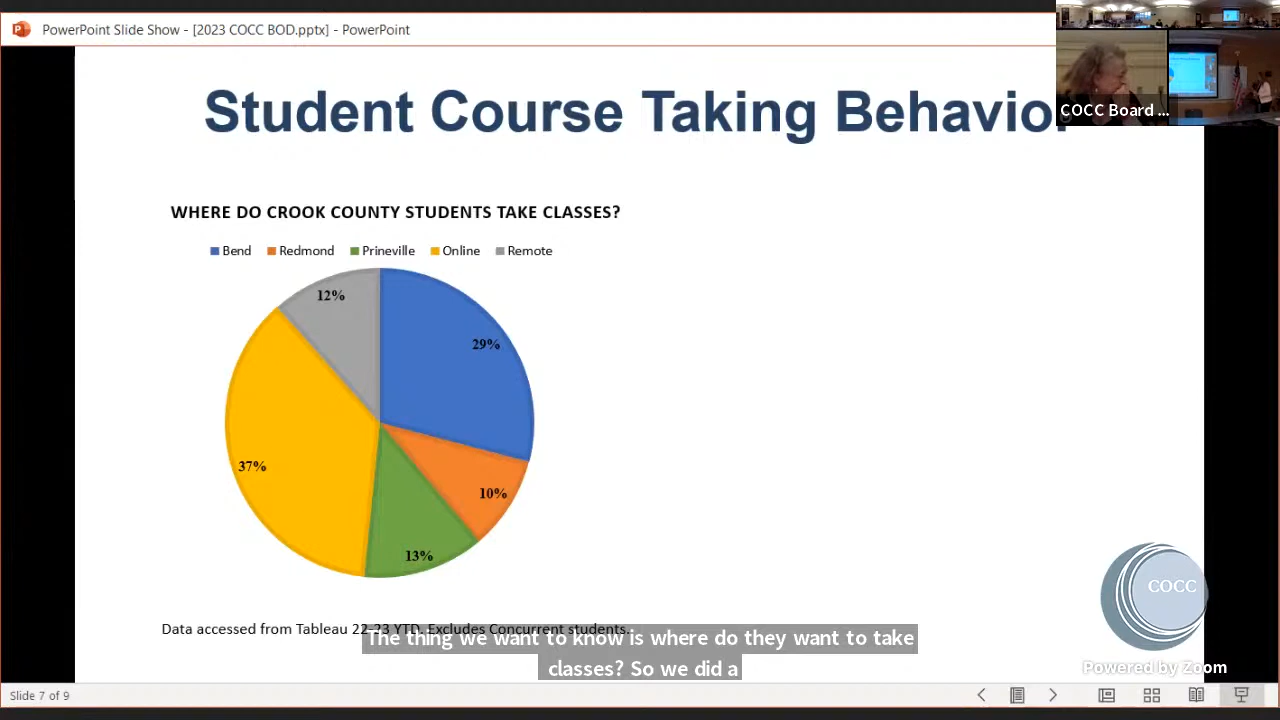 PowerPoint Slide Show - [2023 COCC BOD.pptx] - PowerPoint
COCC Board ...
Student Course Taking Behavior
WHERE DO CROOK COUNTY STUDENTS TAKE CLASSES?
Bend Redmond Prineville Online Remote
12%
29%
37%
10%
13%
COCC
Data accessed from Tableau 22-23 YTD. Excludes Concurrent students.
The thing we want to know is where do they want to take
classes? So we did a
Powered by Zoom
Slide 7 of 9